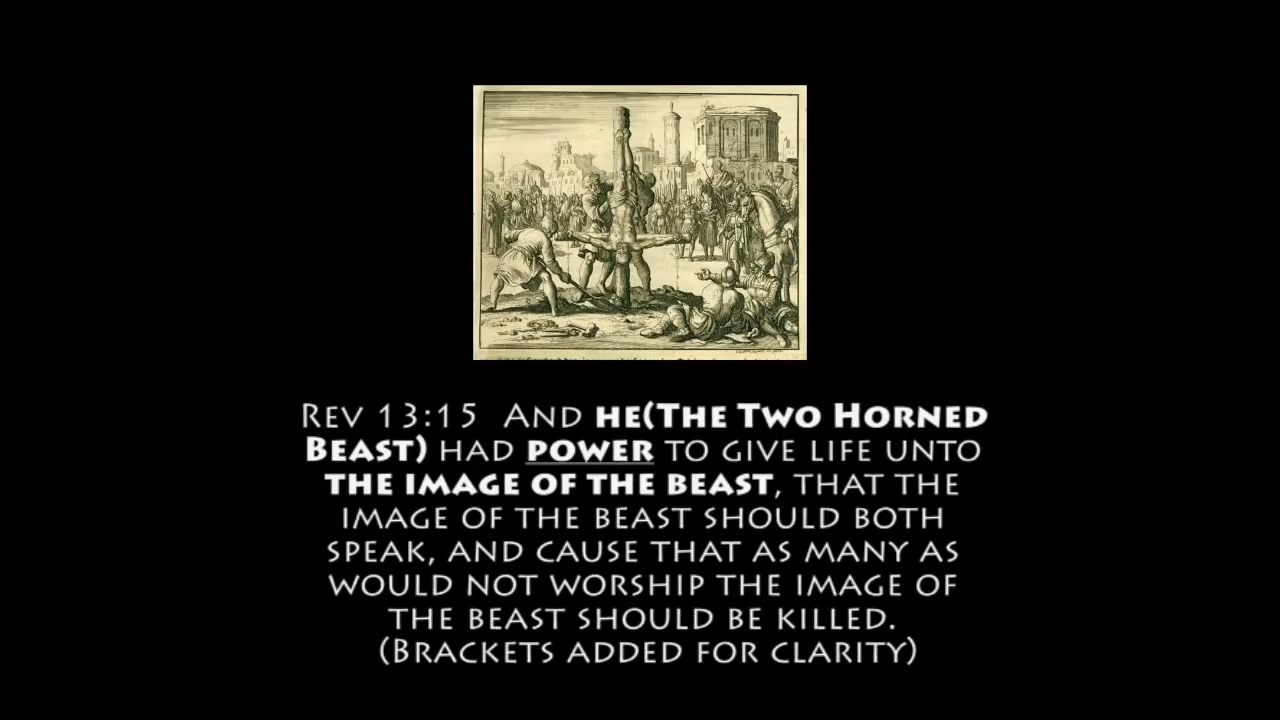 Rev 13:15 And he(The Two Horned
Beast) had power to give life unto
the image of the beast, that the
image of the beast should both
speak, and cause that as many as
would not worship the image of
the beast should be killed.
(Brackets added for clarity)